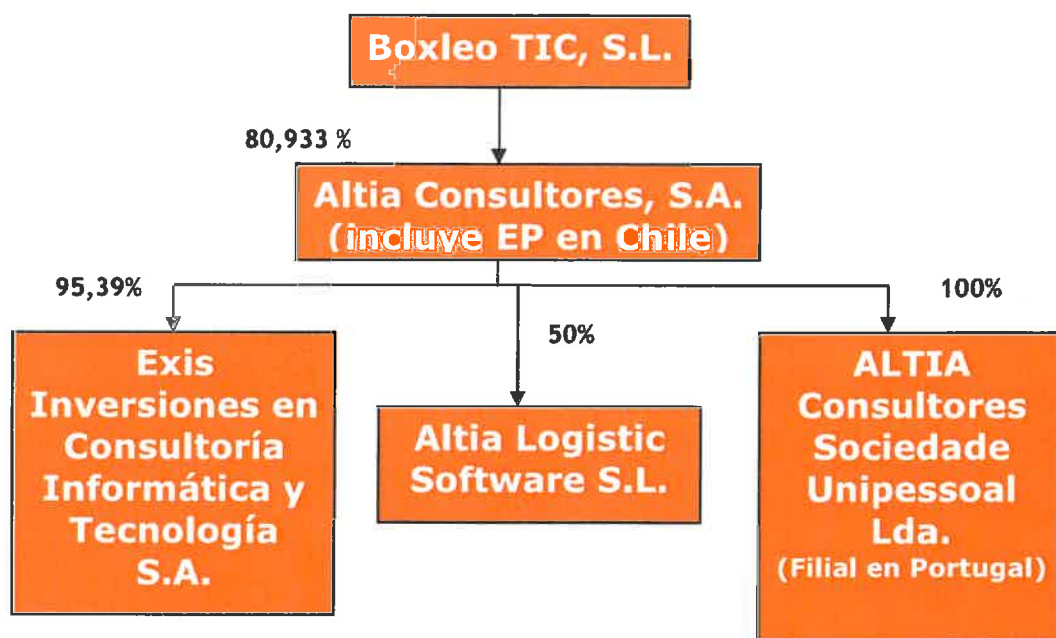 Boxleo TIC, S.L.
80,933 %
Altia Consultores, S.A.
(incluye EP en Chile)
95,39%
50%
100%
Exis
Inversiones en
Consultoría
Informática y
Tecnología
S.A.
Altia Logistic
Software S.L.
ALTIA
Consultores
Sociedade
Unipessoal
Lda.
(Filial en Portugal)